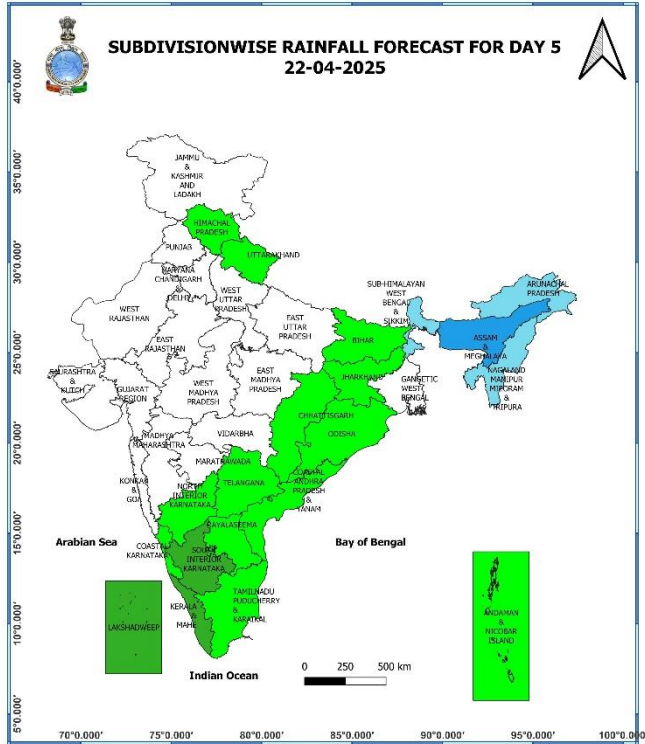 SUBDIVISIONWISE RAINFALL FORECAST FOR DAY 5
22-04-2025
40°0.000'
35°0.000'
30°0.000'
25°0.000'
20°0.000'
15°0.000'
10°0.000'
5°0.000'
JAMMU
&
KASHMIR
AND
LADAKH
HIMACHAL
PRADESH
PUNJAB
UTTARAKHAND
HARYANA
CHANDIGARH
&
DELHI
WEST
UTTAR
PRADESH
SUB-HIMALAYAN
WEST
BENGAL
&
SIKKIM
ARUNACHAL
PRADESH
WEST
RAJASTHAN
EAST
UTTAR
PRADESH
EAST
RAJASTHAN
BIHAR
ASSAM
&
MEGHALAYA
NAGALAND
MANIPUR
MIZORAM
&
TRIPURA
SAURASHTRA
&
KUTCH
GUJARAT
REGION
WEST
MADHYA
PRADESH
EAST
MADHYA
PRADESH
JHARKHAND
GANGETIC
WEST
BENGAL
CHHATTISGARH
ODISHA
MADHYA
MAHARASHTRA
VIDARBHA
MARATHWADA
KONKAN
&
GOA
NORTH
INTERIOR
KARNATAKA
TELANGANA
COASTAL
ANDHRA
PRADESH
&
YANAM
RAYALASEEMA
Arabian Sea
COASTAL
KARNATAKA
SOUTH
INTERIOR
KARNATAKA
Bay of Bengal
TAMILNADU
PUDUCHERRY
&
KARAIKAL
KERALA
&
MAHE
LAKSHADWEEP
ANDAMAN
&
NICOBAR
ISLAND
Indian Ocean
0 250 500 km
70°0.000' 75°0.000' 80°0.000' 85°0.000' 90°0.000' 95°0.000' 100°0.000'